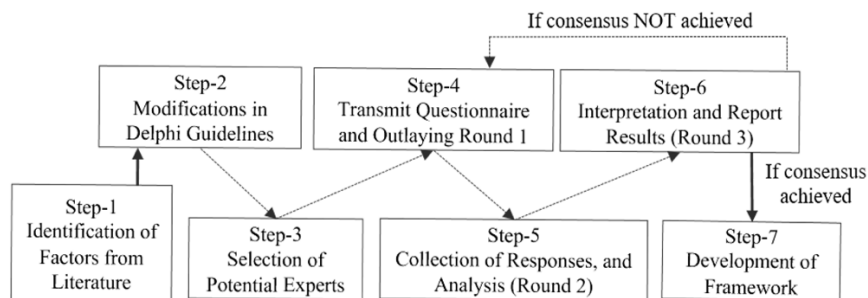 If consensus NOT achieved
Step-2
Modifications in
Delphi Guidelines
Step-4
Transmit Questionnaire
and Outlaying Round 1
Step-6
Interpretation and Report
Results (Round 3)
If consensus
achieved
Step-1
Identification of
Factors from
Literature
Step-3
Selection of
Potential Experts
Step-5
Collection of Responses, and
Analysis (Round 2)
Step-7
Development of
Framework